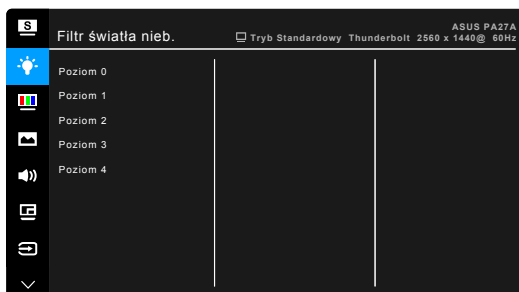 S
ASUS PA27A
Filtr światła nieb.
Tryb Standardowy Thunderbolt 2560 x 1440@ 60Hz
Poziom 0
Poziom 1
Poziom 2
Poziom 3
Poziom 4